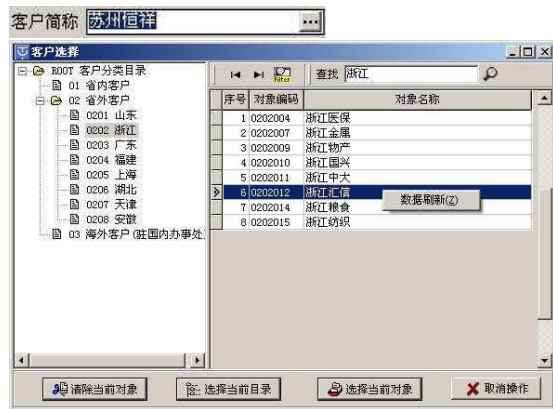 客户简称 苏州恒祥 ...
客户选择
ROOT 客户分类目录
01 省内客户
02 省外客户
0201 山东
0202 浙江
0203 广东
0204 福建
0205 上海
0206 湖北
0207 天津
0208 安徽
03 海外客户(驻国内办事处
Filter 查找 浙江
序号 对象编码 对象名称
1 0202004 浙江医保
2 0202007 浙江金属
3 0202009 浙江物产
4 0202010 浙江国兴
5 0202011 浙江中大
6 0202012 浙江汇信
7 0202014 浙江粮食
8 0202015 浙江纺织
数据刷新(Z)
清除当前对象 选择当前目录 选择当前对象 取消操作